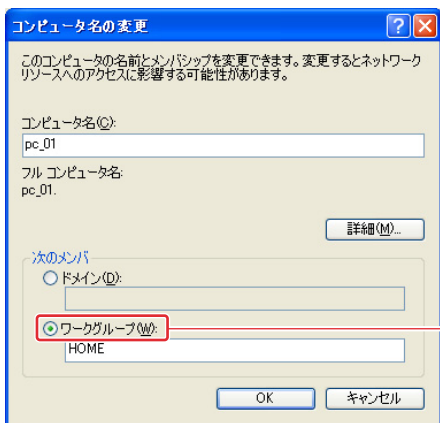 コンピュータ名の変更
このコンピュータの名前とメンバシップを変更できます。変更するとネットワーク
リソースへのアクセスに影響する可能性があります。
コンピュータ名(C):
pc_01
フル コンピュータ名:
pc_01.
詳細(M)...
次のメンバ
ドメイン(D):
ワークグループ(W):
HOME
OK キャンセル